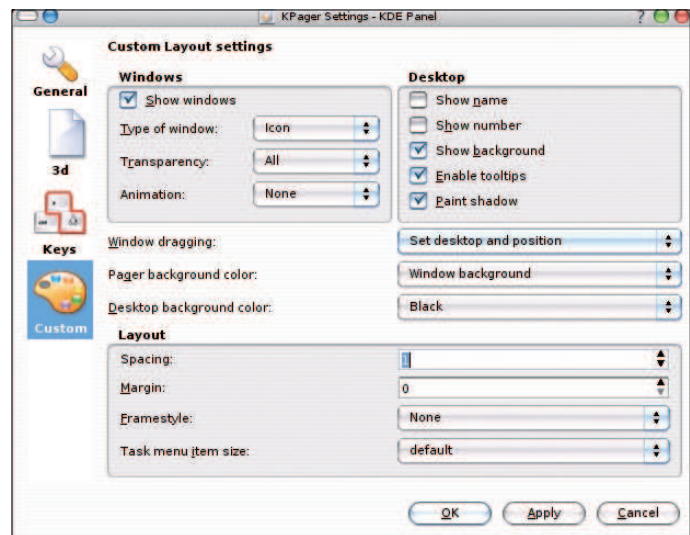 KPager Settings - KDE Panel ?
Custom Layout settings
General
3d
Keys
Custom
Windows
Show windows
Type of window: Icon
Transparency: All
Animation: None
Desktop
Show name
Show number
Show background
Enable tooltips
Paint shadow
Window dragging: Set desktop and position
Pager background color: Window background
Desktop background color: Black
Layout
Spacing: 1
Margin: 0
Framestyle: None
Task menu item size: default
OK Apply Cancel